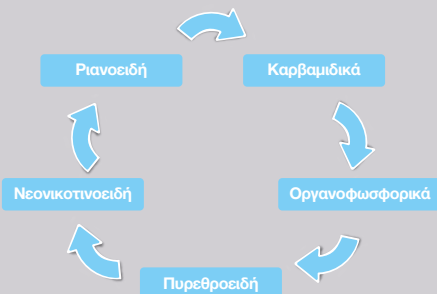 Ριανοειδή
Καρβαμιδικά
Νεονικοτινοειδή
Οργανοφωσφορικά
Πυρεθροειδή